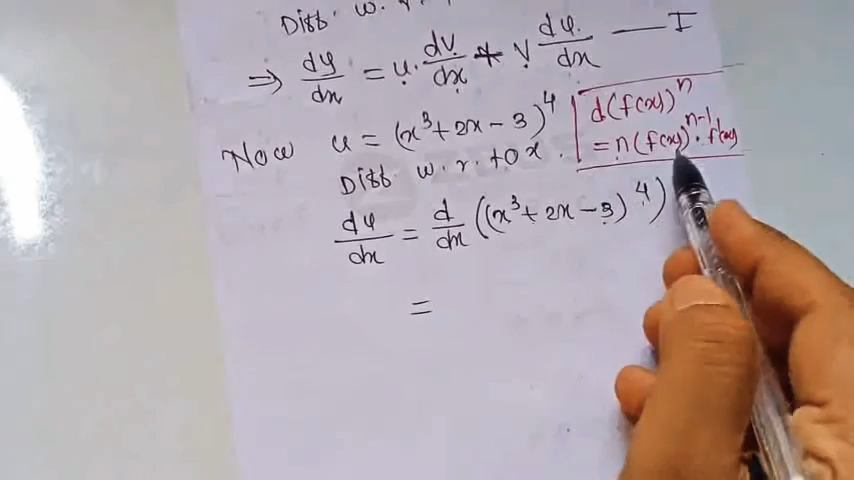 Diff. w. r. t
⇒ dy/dx = u. dv/dx + v du/dx — I
Now u = (x³+2x-3)⁴
d(f(x))ⁿ
= n(f(x))ⁿ⁻¹. f'(x)
Diff w. r. to x.
du/dx = d/dx ((x³+2x-3)⁴)
=